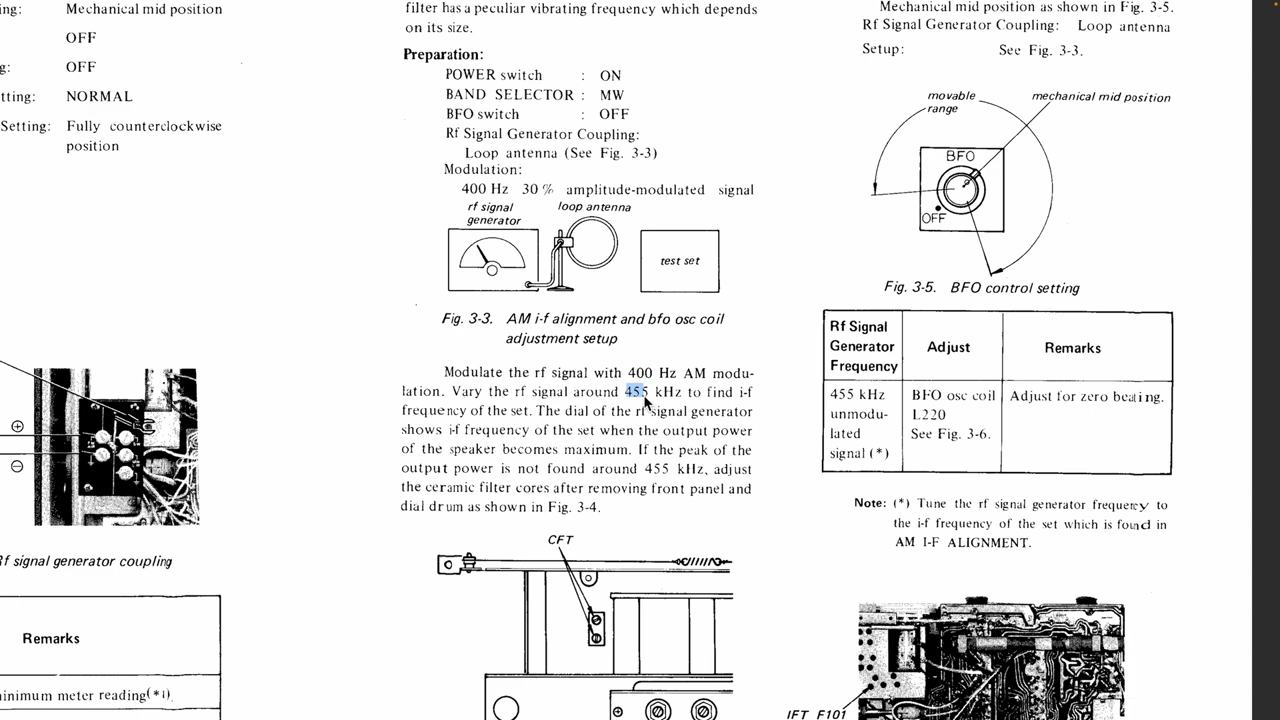 ng:
Mechanical mid position
OFF
g:
OFF
tting:
NORMAL
Setting:
Fully counterclockwise
position
⊕
⊖
Rf signal generator coupling
Remarks
minimum meter reading(*1).
filter has a peculiar vibrating frequency which depends
on its size.
Preparation:
POWER switch : ON
BAND SELECTOR : MW
BFO switch : OFF
Rf Signal Generator Coupling:
Loop antenna (See Fig. 3-3)
Modulation:
400 Hz 30 % amplitude-modulated signal
rf signal
generator
loop antenna
test set
Fig. 3-3. AM i-f alignment and bfo osc coil
adjustment setup
Modulate the rf signal with 400 Hz AM modu-
lation. Vary the rf signal around 455 kHz to find i-f
frequency of the set. The dial of the rf signal generator
shows i-f frequency of the set when the output power
of the speaker becomes maximum. If the peak of the
output power is not found around 455 kHz, adjust
the ceramic filter cores after removing front panel and
dial drum as shown in Fig. 3-4.
CFT
Mechanical mid position as shown in Fig. 3-5.
Rf Signal Generator Coupling: Loop antenna
Setup: See Fig. 3-3.
movable
range
mechanical mid position
BFO
OFF
Fig. 3-5. BFO control setting
Rf Signal
Generator
Frequency
Adjust
Remarks
455 kHz
unmodu-
lated
signal (*)
BFO osc coil
L220
See Fig. 3-6.
Adjust for zero beating.
Note: (*) Tune the rf signal generator frequency to
the i-f frequency of the set which is found in
AM I-F ALIGNMENT.
IFT F101